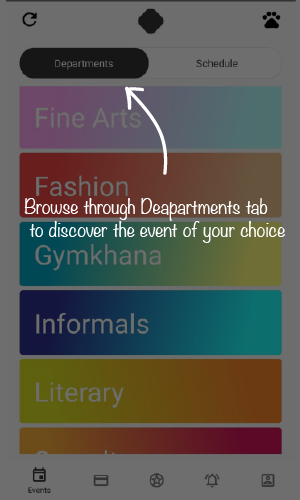 Departments
Schedule
Fine Arts
Fashion
Browse through Deapartments tab
to discover the event of your choice
Gymkhana
Informals
Literary
Events